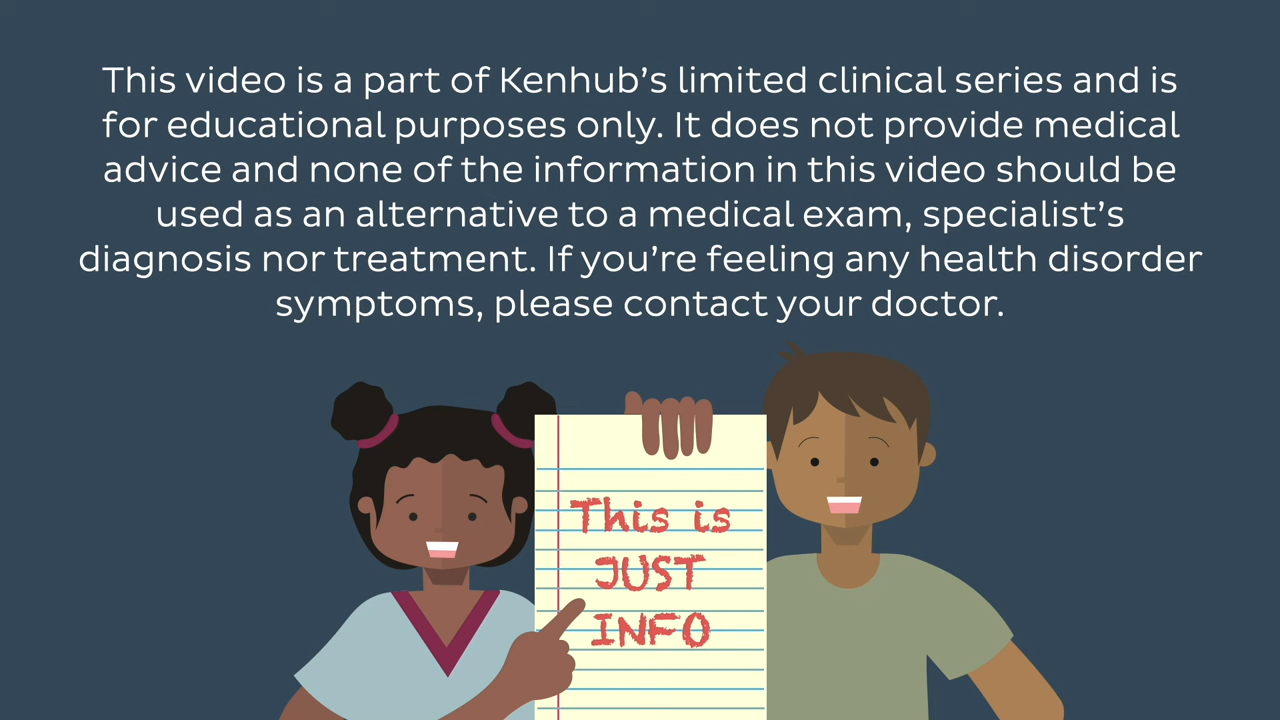 This video is a part of Kenhub’s limited clinical series and is
for educational purposes only. It does not provide medical
advice and none of the information in this video should be
used as an alternative to a medical exam, specialist’s
diagnosis nor treatment. If you’re feeling any health disorder
symptoms, please contact your doctor.
This is
JUST
INFO